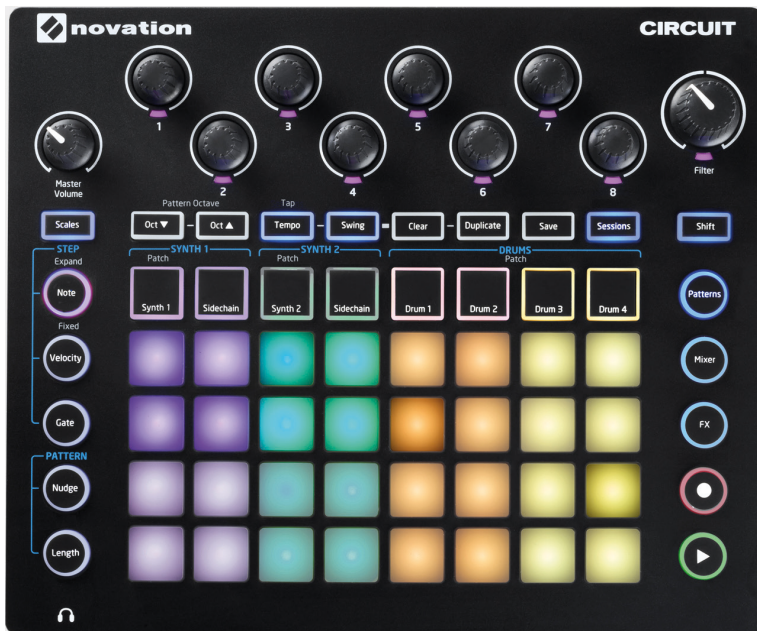 novation
CIRCUIT
1
3
5
7
2
4
6
8
Master
Volume
Filter
Pattern Octave
Tap
Scales
Oct ▼
Oct ▲
Tempo
Swing
Clear
Duplicate
Save
Sessions
Shift
STEP
SYNTH 1
SYNTH 2
DRUMS
Expand
Patch
Patch
Patch
Note
Synth 1
Sidechain
Synth 2
Sidechain
Drum 1
Drum 2
Drum 3
Drum 4
Patterns
Fixed
Velocity
Mixer
Gate
FX
PATTERN
Nudge
Length